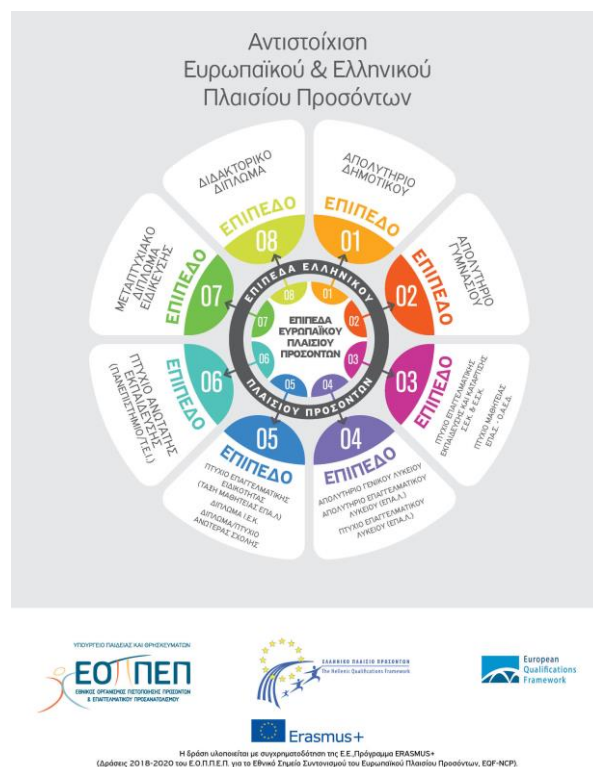 Αντιστοίχιση
Ευρωπαϊκού & Ελληνικού
Πλαισίου Προσόντων
ΑΠΟΛΥΤΗΡΙΟ
ΔΗΜΟΤΙΚΟΥ
ΕΠΙΠΕΔΟ
01
ΑΠΟΛΥΤΗΡΙΟ
ΓΥΜΝΑΣΙΟΥ
ΕΠΙΠΕΔΟ
02
ΠΤΥΧΙΟ ΕΠΑΓΓΕΛΜΑΤΙΚΗΣ
ΕΚΠΑΙΔΕΥΣΗΣ ΚΑΙ ΚΑΤΑΡΤΙΣΗΣ
Σ.Ε.Κ. & Ε.Σ.Κ.
ΠΤΥΧΙΟ ΜΑΘΗΤΕΙΑΣ
ΕΠΑ.Σ. - Ο.Α.Ε.Δ.
ΕΠΙΠΕΔΟ
03
04
ΕΠΙΠΕΔΟ
ΑΠΟΛΥΤΗΡΙΟ ΓΕΝΙΚΟΥ ΛΥΚΕΙΟΥ
ΑΠΟΛΥΤΗΡΙΟ ΕΠΑΓΓΕΛΜΑΤΙΚΟΥ
ΛΥΚΕΙΟΥ (ΕΠΑ.Λ.)
ΠΤΥΧΙΟ ΕΠΑΓΓΕΛΜΑΤΙΚΟΥ
ΛΥΚΕΙΟΥ (ΕΠΑ.Λ.)
05
ΕΠΙΠΕΔΟ
ΠΤΥΧΙΟ ΕΠΑΓΓΕΛΜΑΤΙΚΗΣ
ΕΙΔΙΚΟΤΗΤΑΣ
(ΤΑΞΗ ΜΑΘΗΤΕΙΑΣ ΕΠΑ.Λ)
ΔΙΠΛΩΜΑ Ι.Ε.Κ.
ΔΙΠΛΩΜΑ/ΠΤΥΧΙΟ
ΑΝΩΤΕΡΑΣ ΣΧΟΛΗΣ
ΠΤΥΧΙΟ ΑΝΩΤΑΤΗΣ
ΕΚΠΑΙΔΕΥΣΗΣ
(ΠΑΝΕΠΙΣΤΗΜΙΟ/Τ.Ε.Ι.)
ΕΠΙΠΕΔΟ
06
ΜΕΤΑΠΤΥΧΙΑΚΟ
ΔΙΠΛΩΜΑ
ΕΙΔΙΚΕΥΣΗΣ
ΕΠΙΠΕΔΟ
07
ΔΙΔΑΚΤΟΡΙΚΟ
ΔΙΠΛΩΜΑ
ΕΠΙΠΕΔΟ
08
ΕΠΙΠΕΔΑ ΕΛΛΗΝΙΚΟΥ
ΠΛΑΙΣΙΟΥ ΠΡΟΣΟΝΤΩΝ
01
02
03
04
05
06
07
08
ΕΠΙΠΕΔΑ
ΕΥΡΩΠΑΪΚΟΥ
ΠΛΑΙΣΙΟΥ
ΠΡΟΣΟΝΤΩΝ
ΥΠΟΥΡΓΕΙΟ ΠΑΙΔΕΙΑΣ ΚΑΙ ΘΡΗΣΚΕΥΜΑΤΩΝ
ΕΟΠΠΕΠ
ΕΘΝΙΚΟΣ ΟΡΓΑΝΙΣΜΟΣ ΠΙΣΤΟΠΟΙΗΣΗΣ ΠΡΟΣΟΝΤΩΝ
& ΕΠΑΓΓΕΛΜΑΤΙΚΟΥ ΠΡΟΣΑΝΑΤΟΛΙΣΜΟΥ
ΕΛΛΗΝΙΚΟ ΠΛΑΙΣΙΟ ΠΡΟΣΟΝΤΩΝ
The Hellenic Qualifications Framework
European
Qualifications
Framework
Erasmus+
Η δράση υλοποιείται με συγχρηματοδότηση της Ε.Ε.,Πρόγραμμα ERASMUS+
(Δράσεις 2018-2020 του Ε.Ο.Π.Π.Ε.Π. για το Εθνικό Σημείο Συντονισμού του Ευρωπαϊκού Πλαισίου Προσόντων, EQF-NCP).